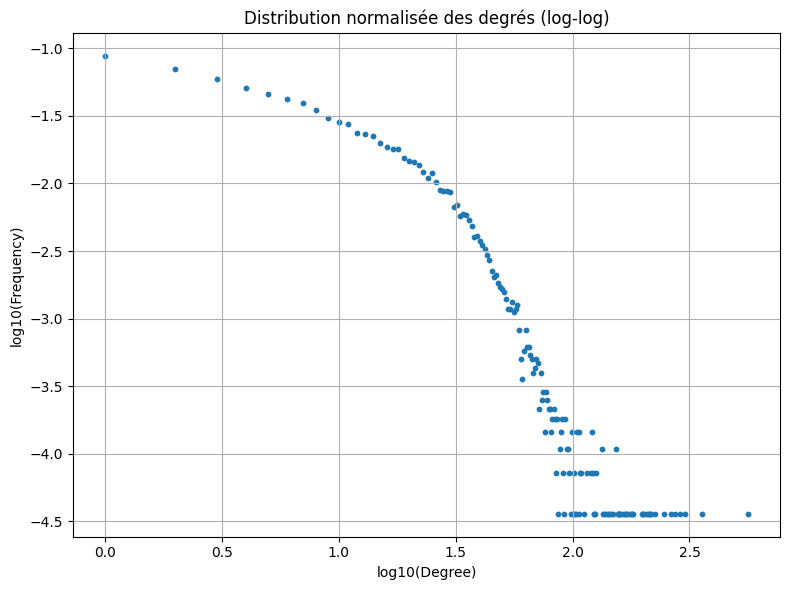 Distribution normalisée des degrés (log-log)
log10(Frequency)
−1.0
−1.5
−2.0
−2.5
−3.0
−3.5
−4.0
−4.5
0.0 0.5 1.0 1.5 2.0 2.5
log10(Degree)